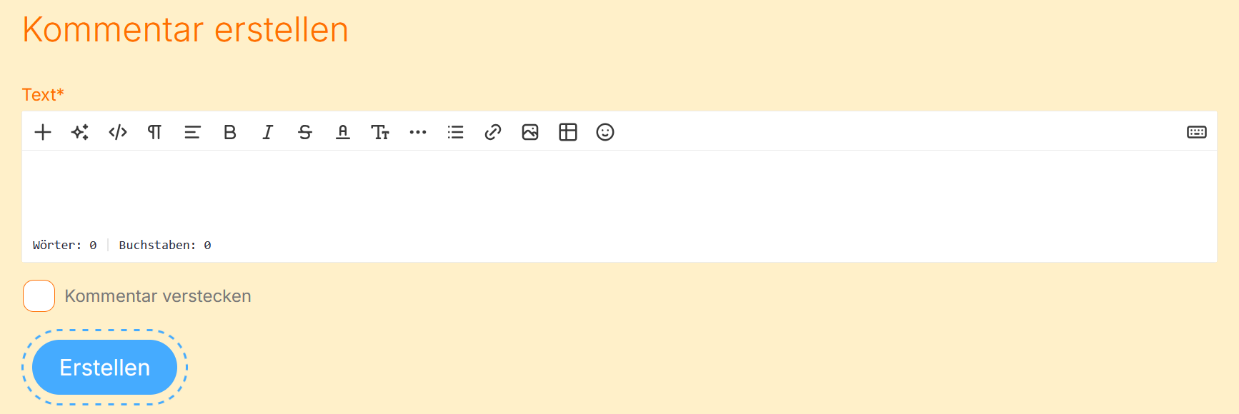 Kommentar erstellen
Text*
Wörter: 0 | Buchstaben: 0
Kommentar verstecken
Erstellen